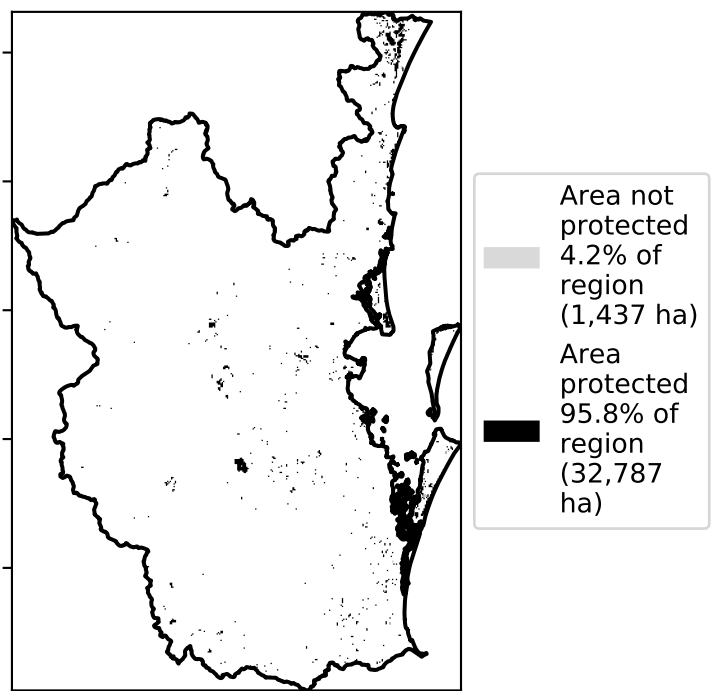 Area not
protected
4.2% of
region
(1,437 ha)
Area
protected
95.8% of
region
(32,787
ha)